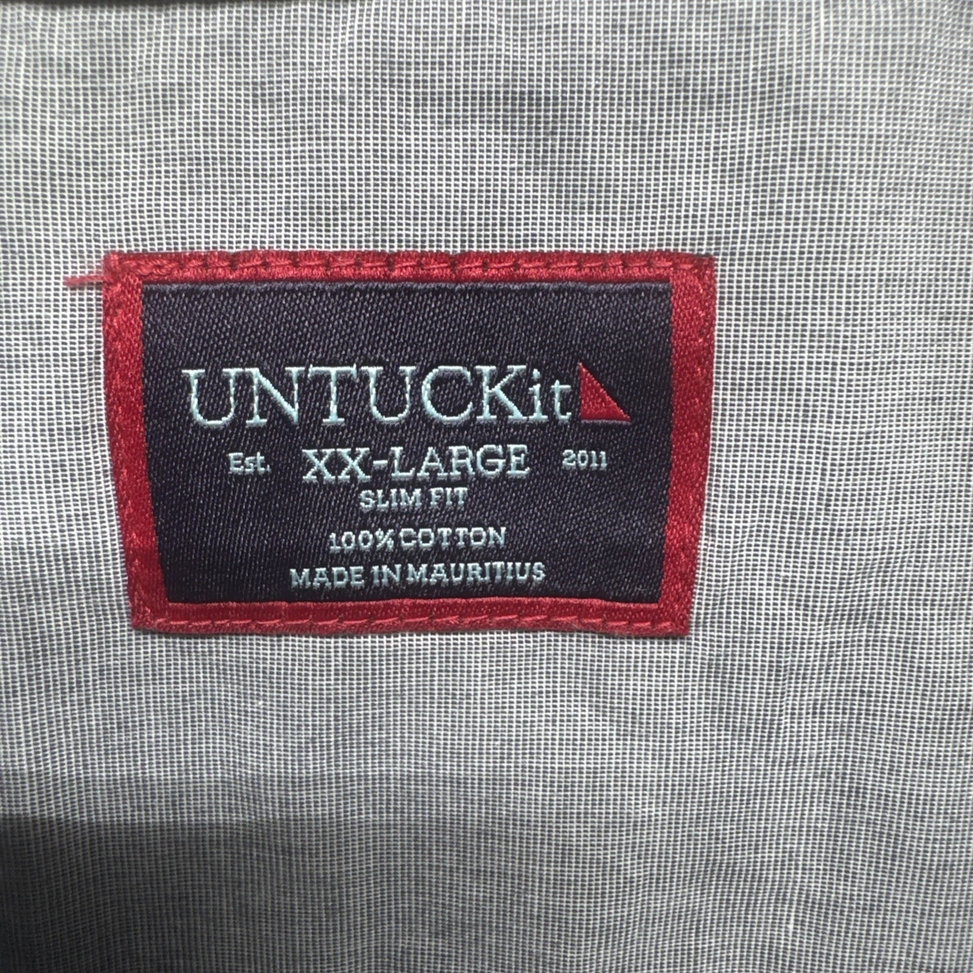 UNTUCKit
Est. XX-LARGE 2011
SLIM FIT
100% COTTON
MADE IN MAURITIUS